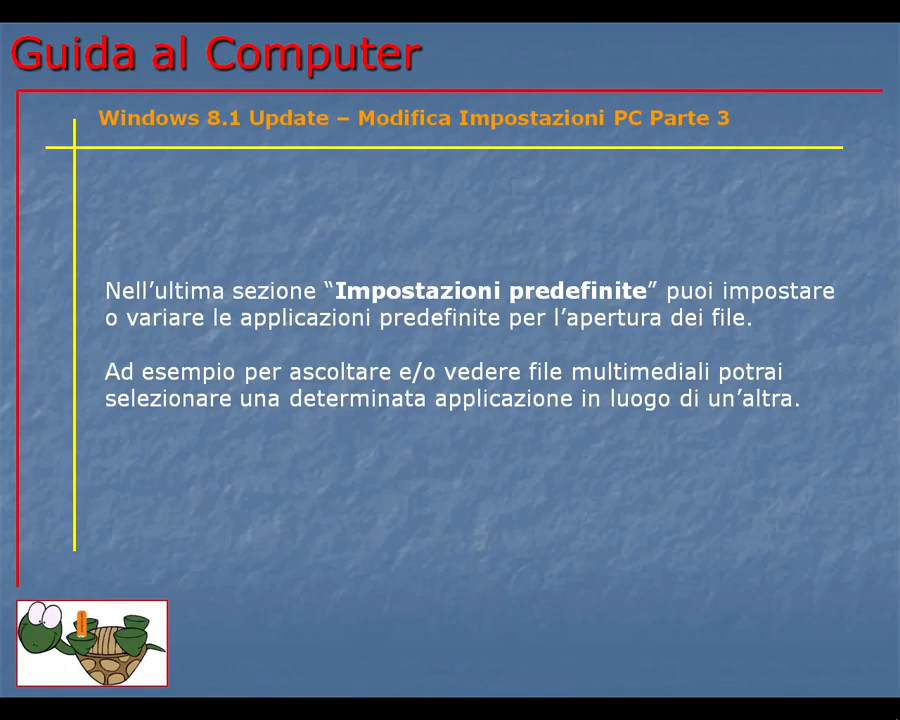 Guida al Computer
Windows 8.1 Update – Modifica Impostazioni PC Parte 3
Nell’ultima sezione “Impostazioni predefinite” puoi impostare
o variare le applicazioni predefinite per l’apertura dei file.
Ad esempio per ascoltare e/o vedere file multimediali potrai
selezionare una determinata applicazione in luogo di un’altra.